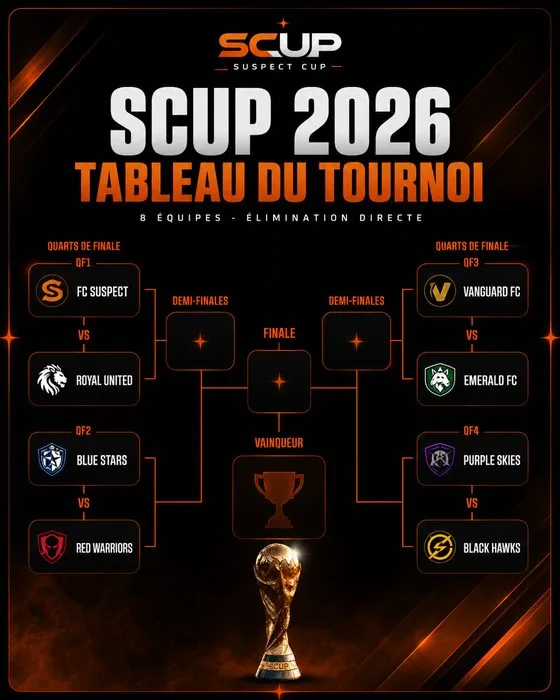 SCUP
SUSPECT CUP
SCUP 2026
TABLEAU DU TOURNOI
8 ÉQUIPES - ÉLIMINATION DIRECTE
QUARTS DE FINALE
QF1
FC SUSPECT
VS
ROYAL UNITED
QF2
BLUE STARS
VS
RED WARRIORS
DEMI-FINALES
FINALE
VAINQUEUR
DEMI-FINALES
QUARTS DE FINALE
QF3
VANGUARD FC
VS
EMERALD FC
QF4
PURPLE SKIES
VS
BLACK HAWKS
SCUP